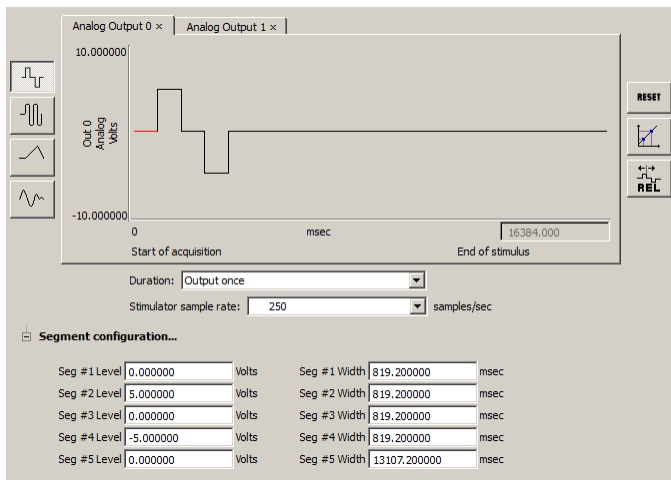 Analog Output 0 × Analog Output 1 ×
10.000000
Out 0
Analog
Volts
-10.000000
0 msec 16384.000
Start of acquisition End of stimulus
RESET
REL
Duration: Output once
Stimulator sample rate: 250 samples/sec
Segment configuration...
Seg #1 Level 0.000000 Volts Seg #1 Width 819.200000 msec
Seg #2 Level 5.000000 Volts Seg #2 Width 819.200000 msec
Seg #3 Level 0.000000 Volts Seg #3 Width 819.200000 msec
Seg #4 Level -5.000000 Volts Seg #4 Width 819.200000 msec
Seg #5 Level 0.000000 Volts Seg #5 Width 13107.200000 msec